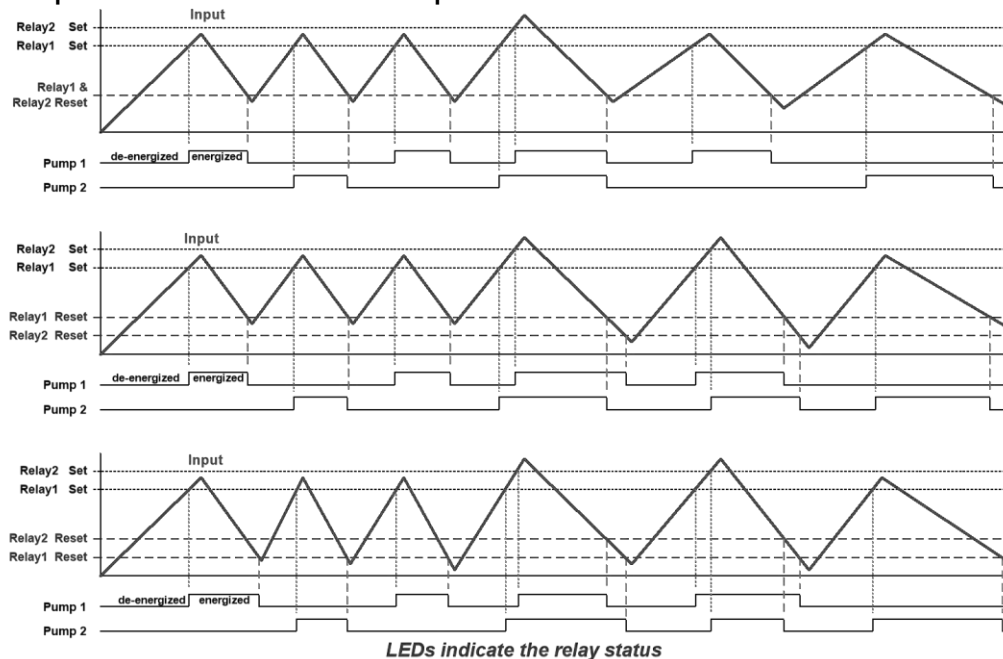 Input
Relay2 Set
Relay1 Set
Relay1 &
Relay2 Reset
de-energized energized
Pump 1
Pump 2
Input
Relay2 Set
Relay1 Set
Relay1 Reset
Relay2 Reset
de-energized energized
Pump 1
Pump 2
Input
Relay2 Set
Relay1 Set
Relay2 Reset
Relay1 Reset
de-energized energized
Pump 1
Pump 2
LEDs indicate the relay status